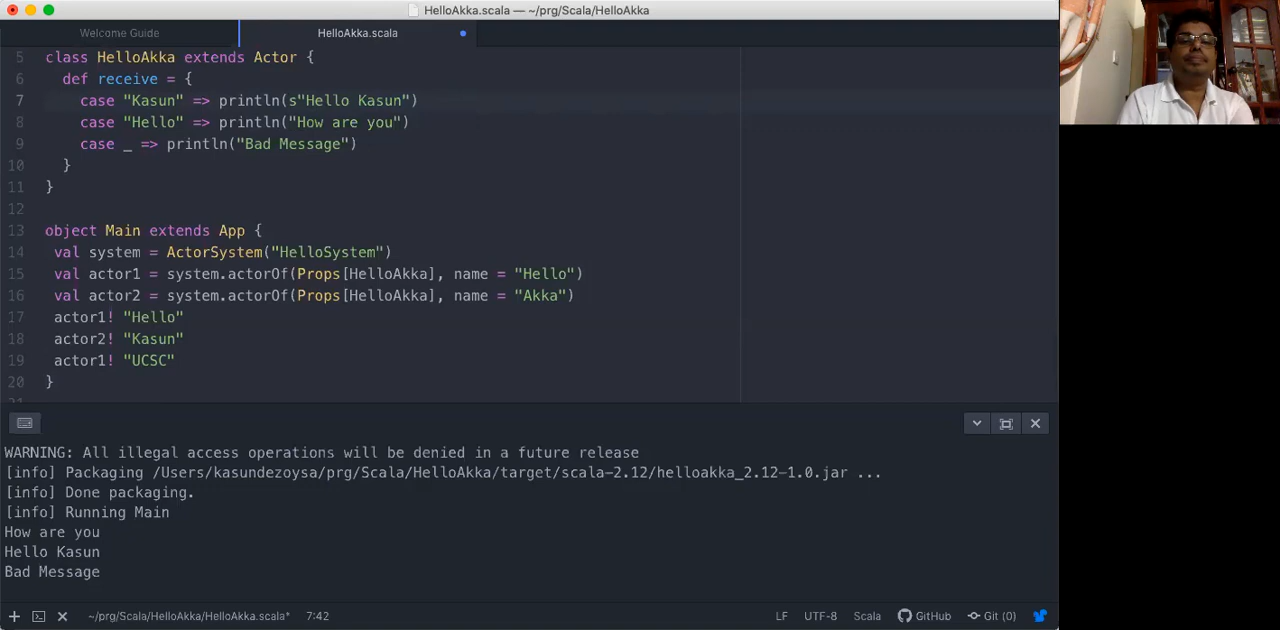 HelloAkka.scala — ~/prg/Scala/HelloAkka
Welcome Guide
HelloAkka.scala
5 class HelloAkka extends Actor {
6 def receive = {
7 case "Kasun" => println(s"Hello Kasun")
8 case "Hello" => println("How are you")
9 case _ => println("Bad Message")
10 }
11 }
12
13 object Main extends App {
14 val system = ActorSystem("HelloSystem")
15 val actor1 = system.actorOf(Props[HelloAkka], name = "Hello")
16 val actor2 = system.actorOf(Props[HelloAkka], name = "Akka")
17 actor1! "Hello"
18 actor2! "Kasun"
19 actor1! "UCSC"
20 }
WARNING: All illegal access operations will be denied in a future release
[info] Packaging /Users/kasundezoysa/prg/Scala/HelloAkka/target/scala-2.12/helloakka_2.12-1.0.jar ...
[info] Done packaging.
[info] Running Main
How are you
Hello Kasun
Bad Message
~/prg/Scala/HelloAkka/HelloAkka.scala* 7:42 LF UTF-8 Scala GitHub Git (0)